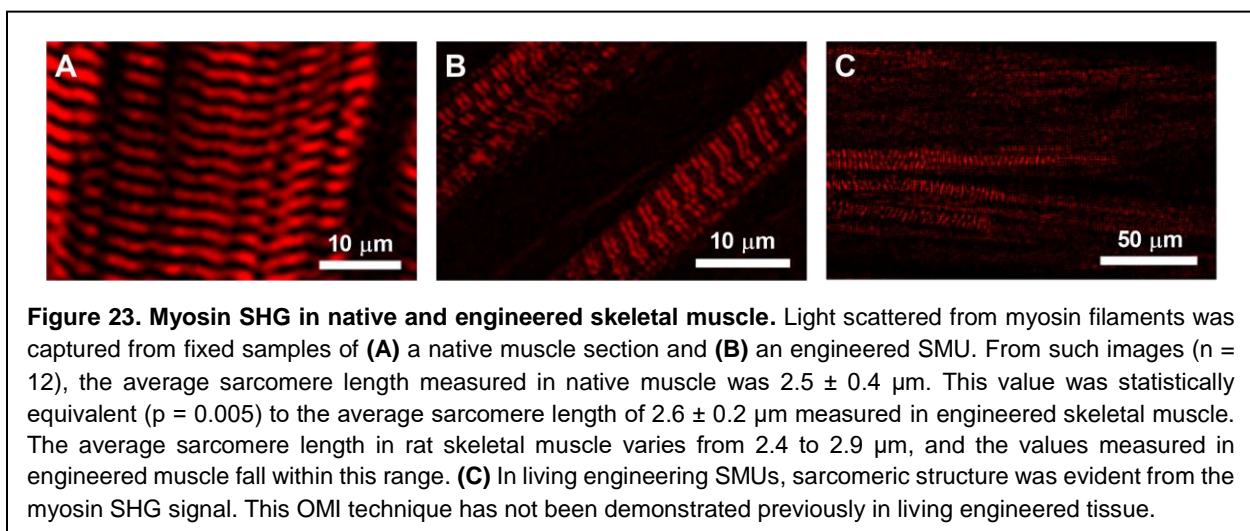 A B C
10 μm 10 μm 50 μm
Figure 23. Myosin SHG in native and engineered skeletal muscle. Light scattered from myosin filaments was
captured from fixed samples of (A) a native muscle section and (B) an engineered SMU. From such images (n =
12), the average sarcomere length measured in native muscle was 2.5 ± 0.4 µm. This value was statistically
equivalent (p = 0.005) to the average sarcomere length of 2.6 ± 0.2 µm measured in engineered skeletal muscle.
The average sarcomere length in rat skeletal muscle varies from 2.4 to 2.9 µm, and the values measured in
engineered muscle fall within this range. (C) In living engineering SMUs, sarcomeric structure was evident from the
myosin SHG signal. This OMI technique has not been demonstrated previously in living engineered tissue.